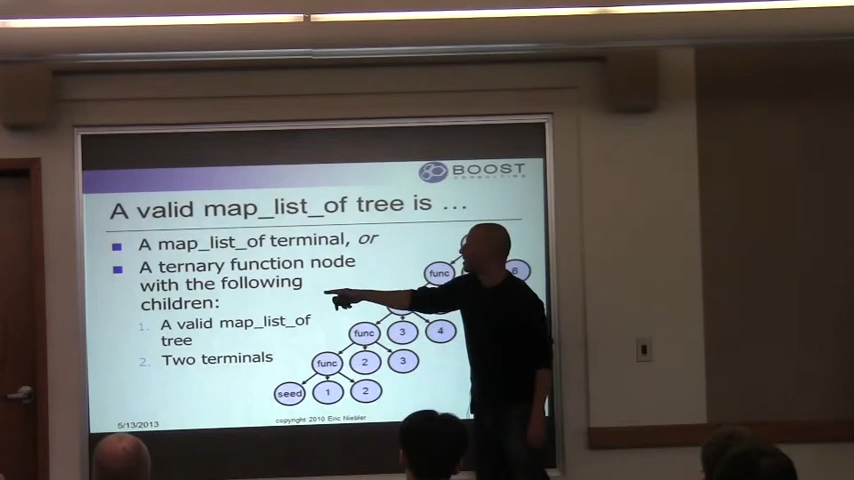 BOOST
CONSULTING
A valid map_list_of tree is ...
A map_list_of terminal, or
A ternary function node
with the following
children:
1. A valid map_list_of
tree
2. Two terminals
func
6
func
3
4
func
2
3
seed
1
2
5/13/2013
copyright 2010 Eric Niebler